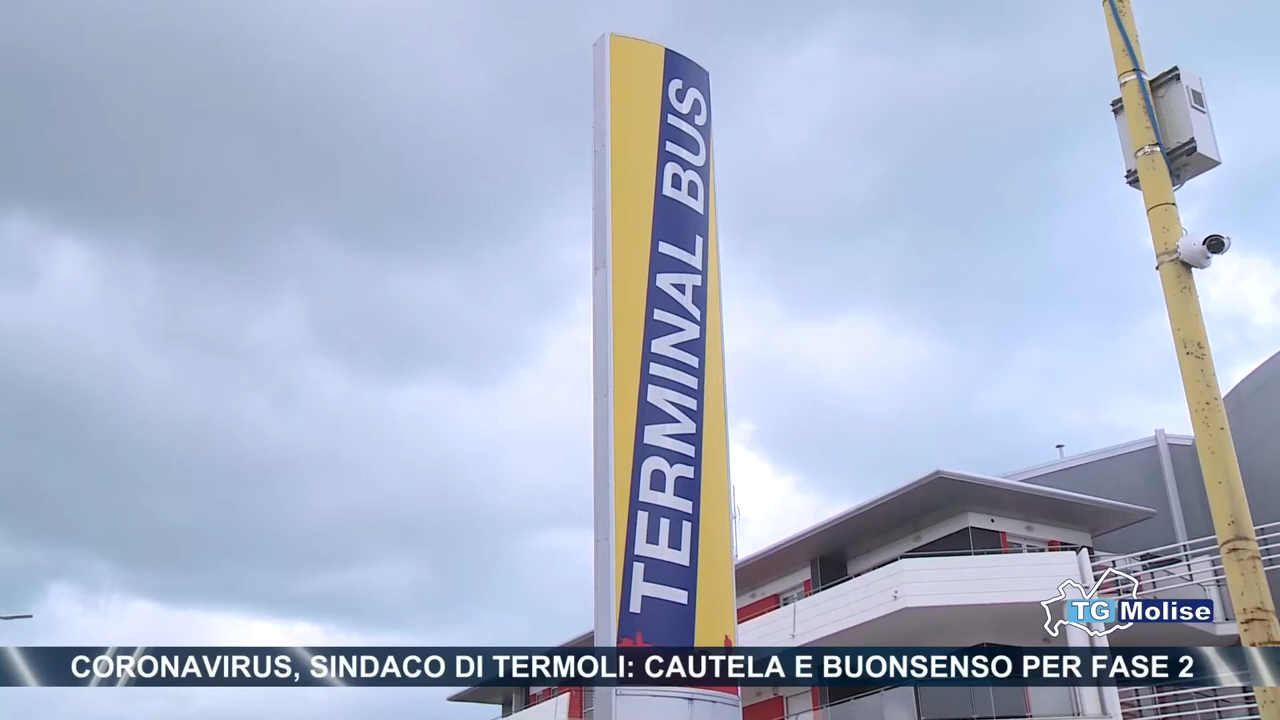 TERMINAL BUS
TG Molise
CORONAVIRUS, SINDACO DI TERMOLI: CAUTELA E BUONSENSO PER FASE 2